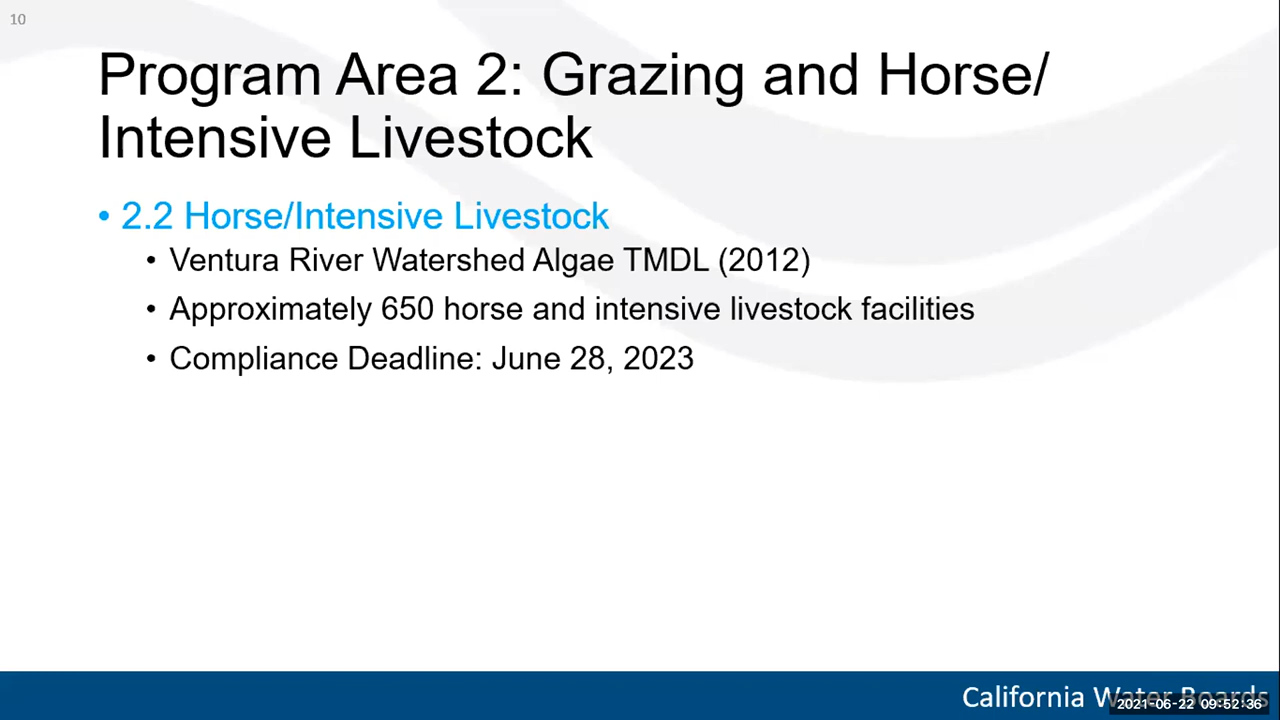 10
Program Area 2: Grazing and Horse/
Intensive Livestock
• 2.2 Horse/Intensive Livestock
• Ventura River Watershed Algae TMDL (2012)
• Approximately 650 horse and intensive livestock facilities
• Compliance Deadline: June 28, 2023
California Water Boards
2021-06-22 09:52:36